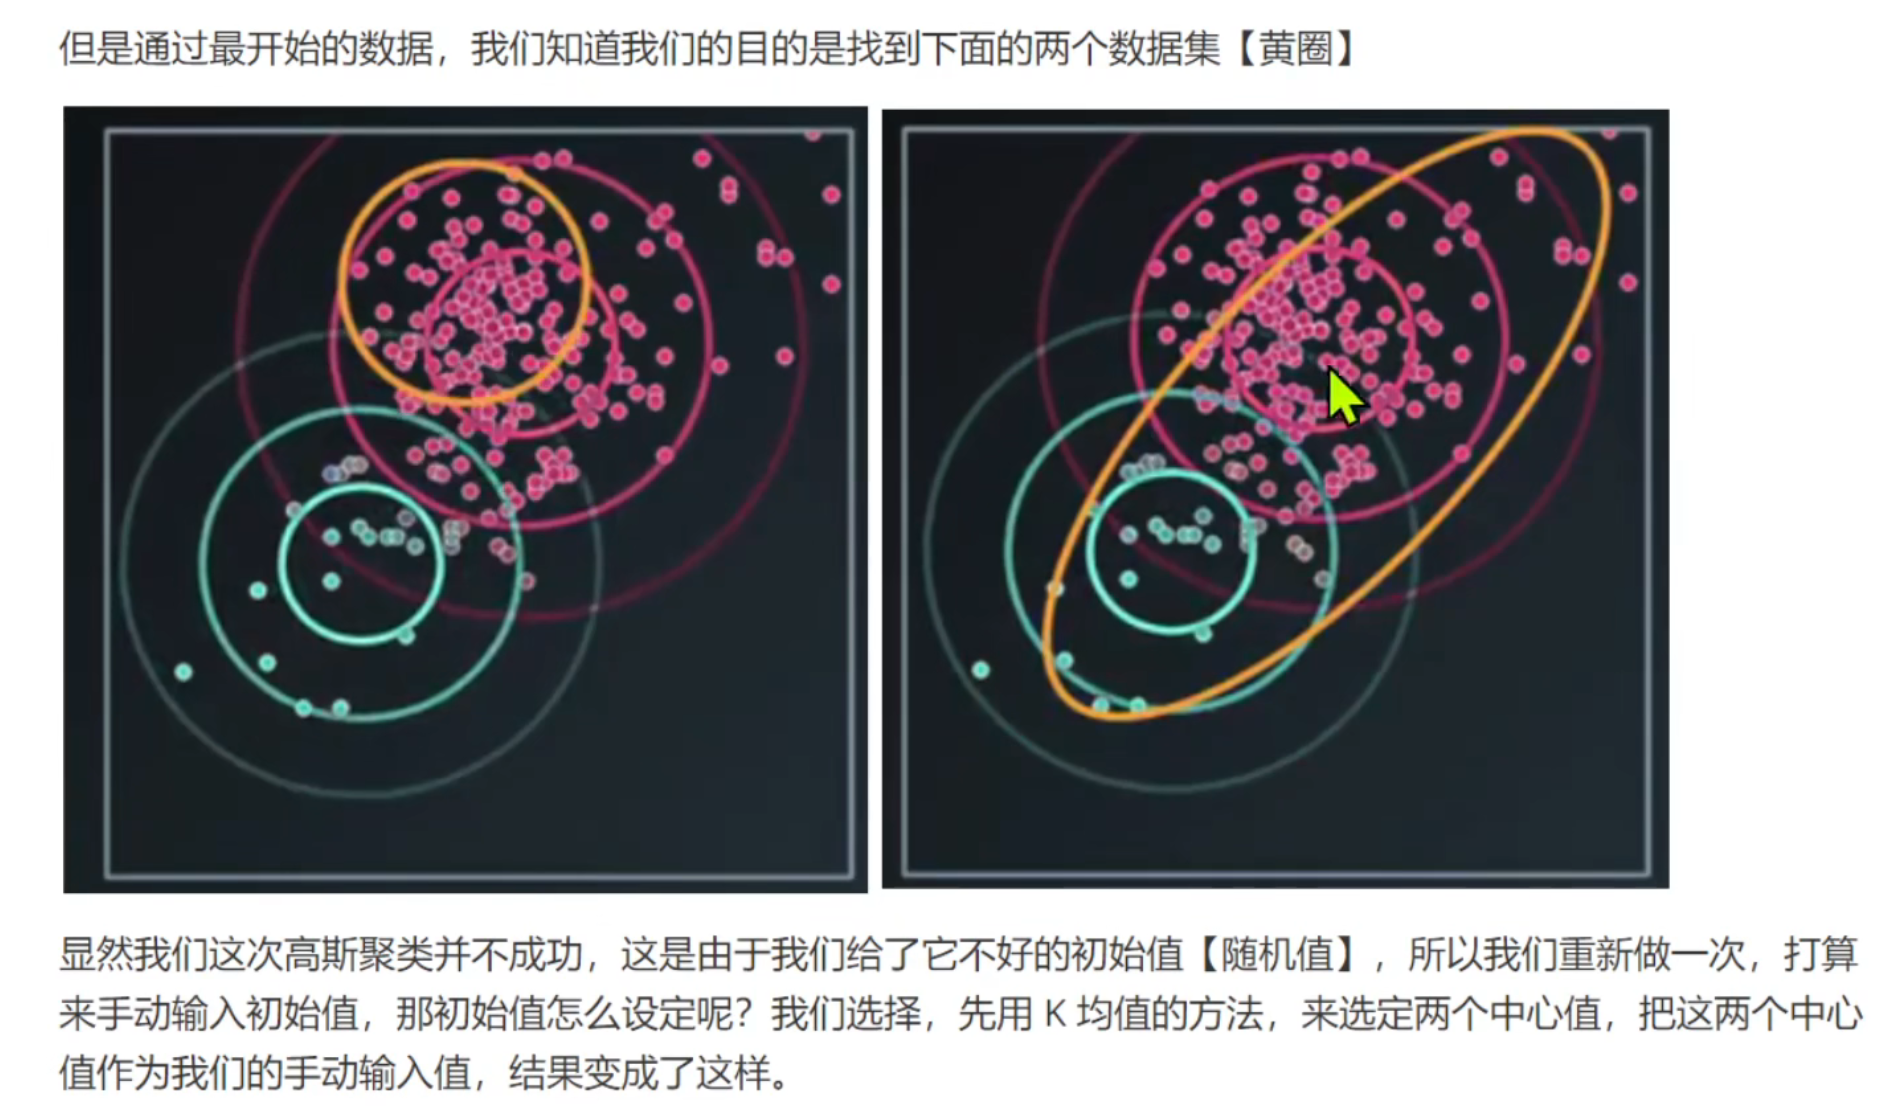 但是通过最开始的数据，我们知道我们的目的是找到下面的两个数据集【黄圈】
显然我们这次高斯聚类并不成功，这是由于我们给了它不好的初始值【随机值】，所以我们重新做一次，打算
来手动输入初始值，那初始值怎么设定呢？我们选择，先用 K 均值的方法，来选定两个中心值，把这两个中心
值作为我们的手动输入值，结果变成了这样。